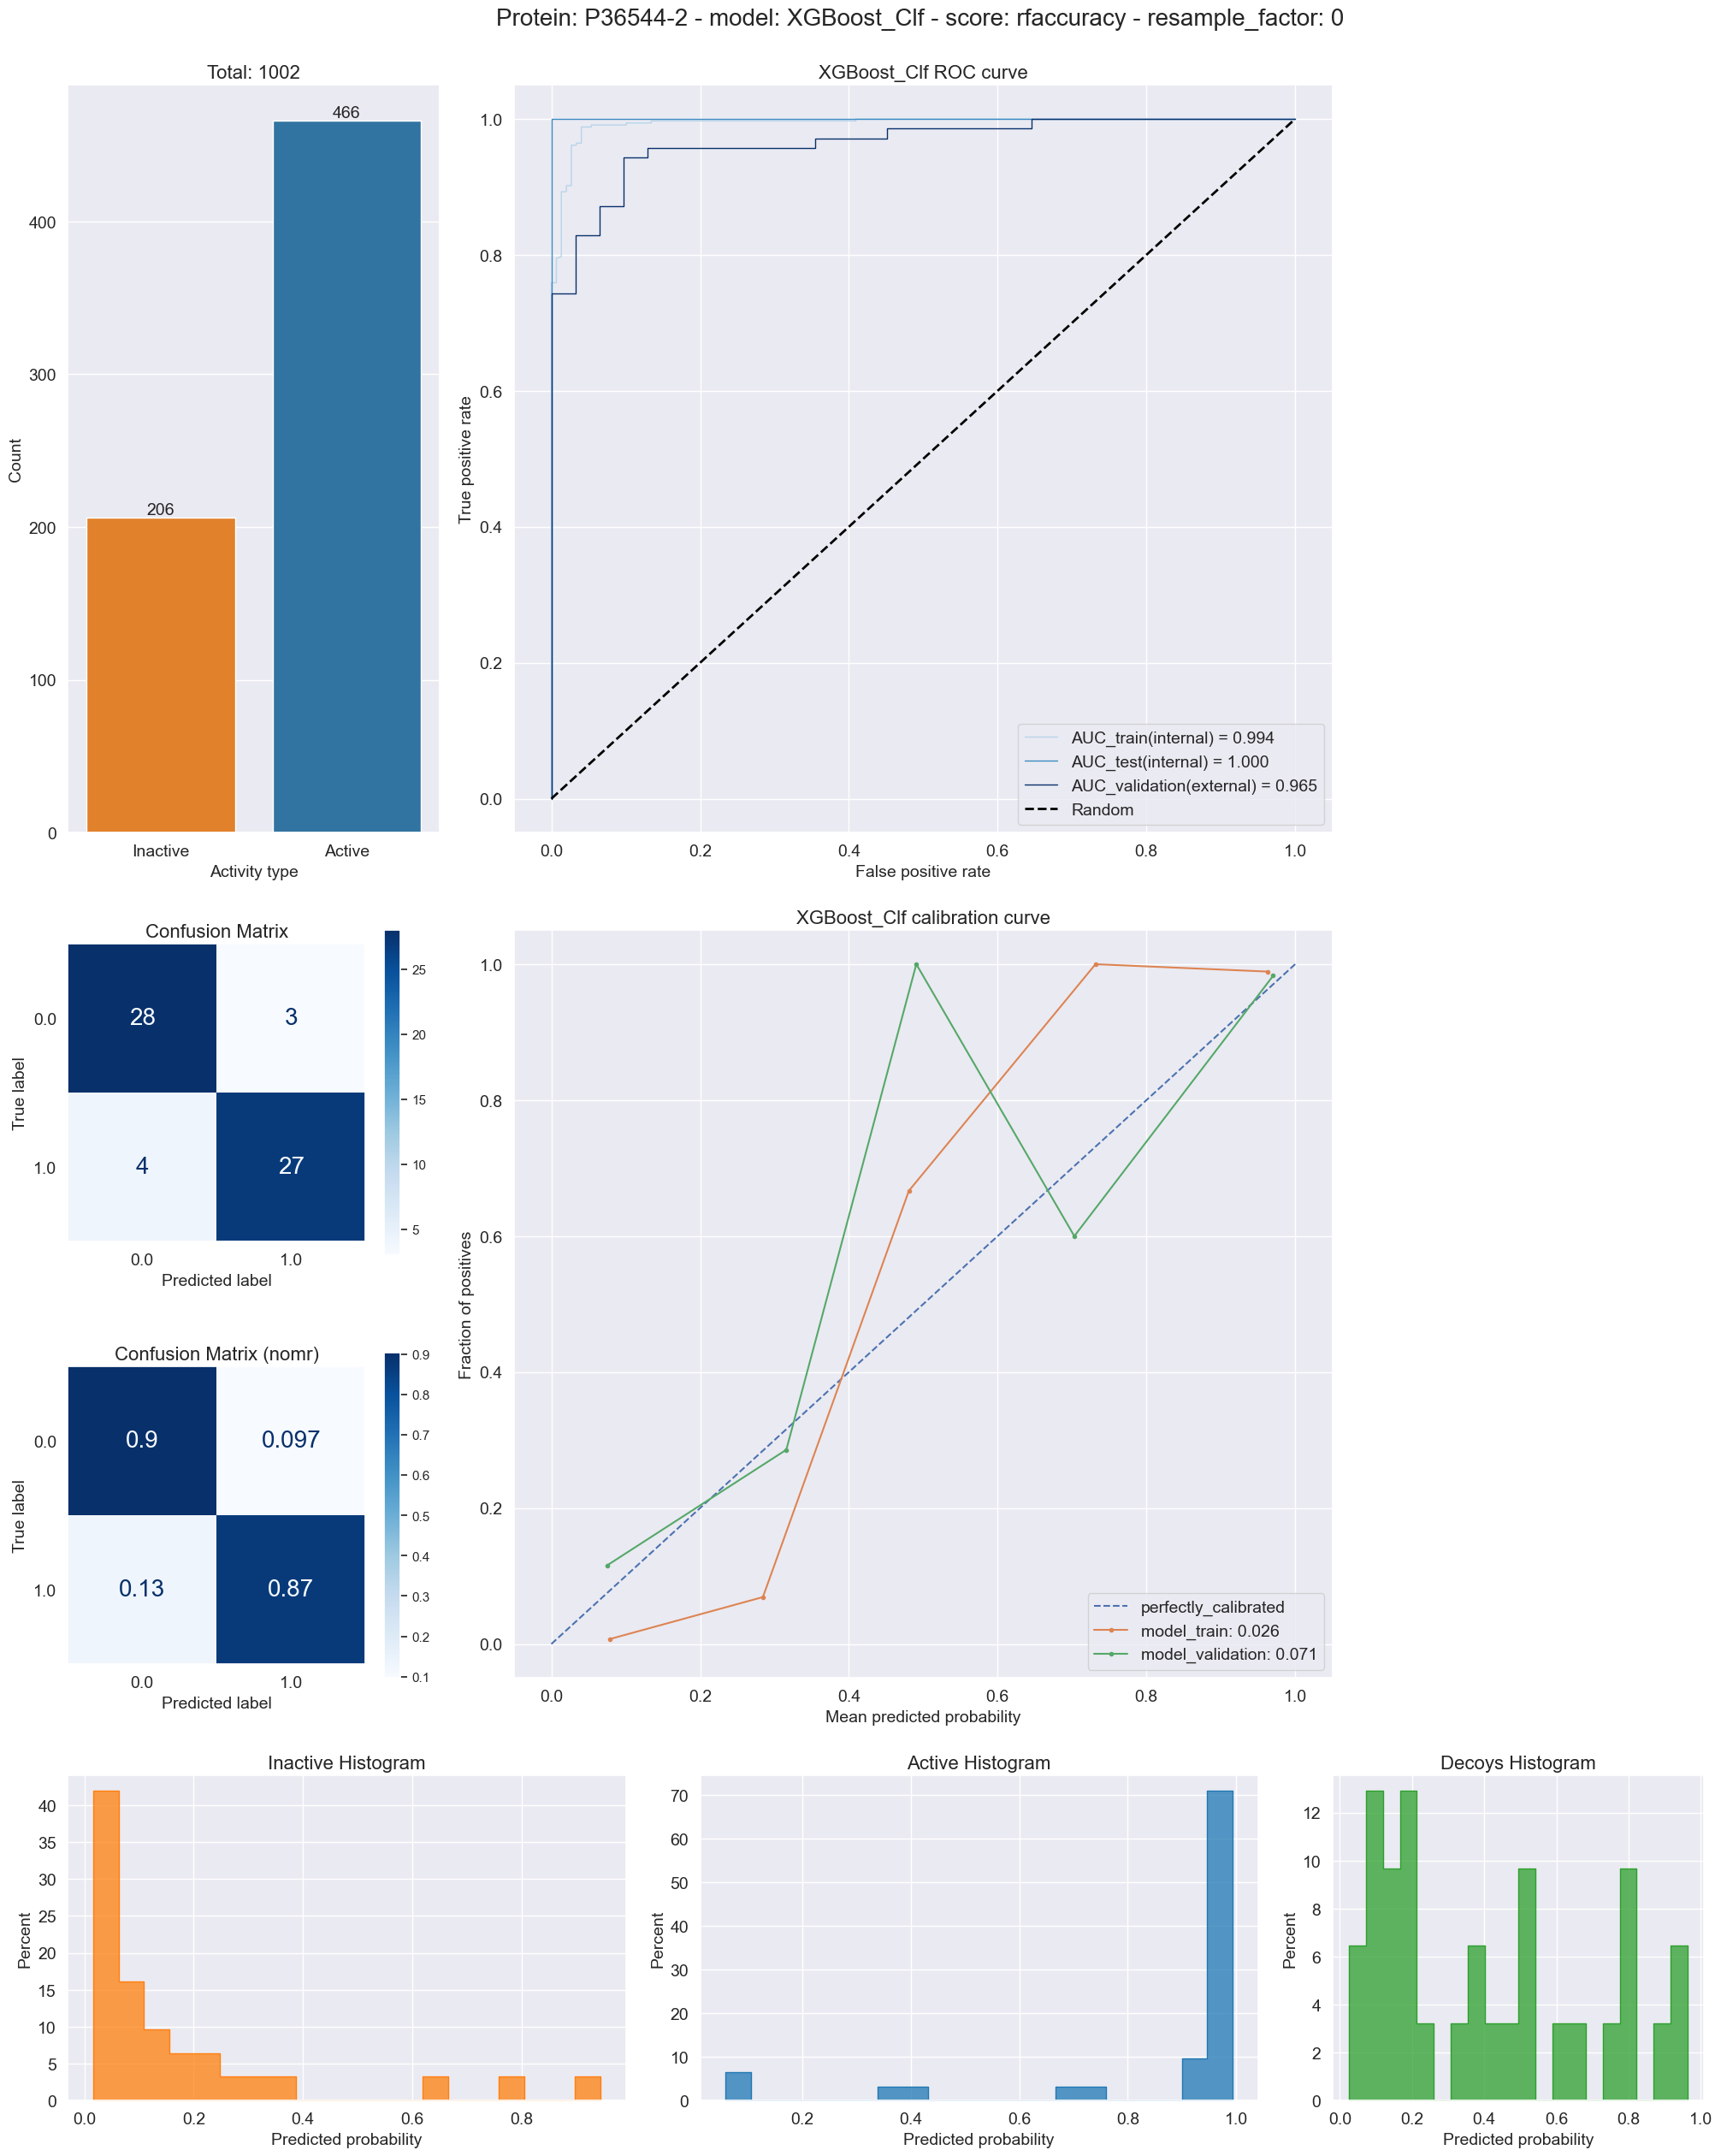 Protein: P36544-2 - model: XGBoost_Clf - score: rfaccuracy - resample_factor: 0
Total: 1002
466
206
400
300
200
100
0
Count
Inactive
Active
Activity type
XGBoost_Clf ROC curve
1.0
0.8
0.6
0.4
0.2
0.0
True positive rate
AUC_train(internal) = 0.994
AUC_test(internal) = 1.000
AUC_validation(external) = 0.965
Random
0.0 0.2 0.4 0.6 0.8 1.0
False positive rate
Confusion Matrix
0.0
28 3
1.0
4 27
True label
0.0 1.0
Predicted label
25
20
15
10
5
Confusion Matrix (nomr)
0.0
0.9 0.097
1.0
0.13 0.87
True label
0.0 1.0
Predicted label
0.9
0.8
0.7
0.6
0.5
0.4
0.3
0.2
0.1
XGBoost_Clf calibration curve
1.0
0.8
0.6
0.4
0.2
0.0
Fraction of positives
perfectly_calibrated
model_train: 0.026
model_validation: 0.071
0.0 0.2 0.4 0.6 0.8 1.0
Mean predicted probability
Inactive Histogram
40
35
30
25
20
15
10
5
0
Percent
0.0 0.2 0.4 0.6 0.8
Predicted probability
Active Histogram
70
60
50
40
30
20
10
0
Percent
0.2 0.4 0.6 0.8 1.0
Predicted probability
Decoys Histogram
12
10
8
6
4
2
0
Percent
0.0 0.2 0.4 0.6 0.8 1.0
Predicted probability